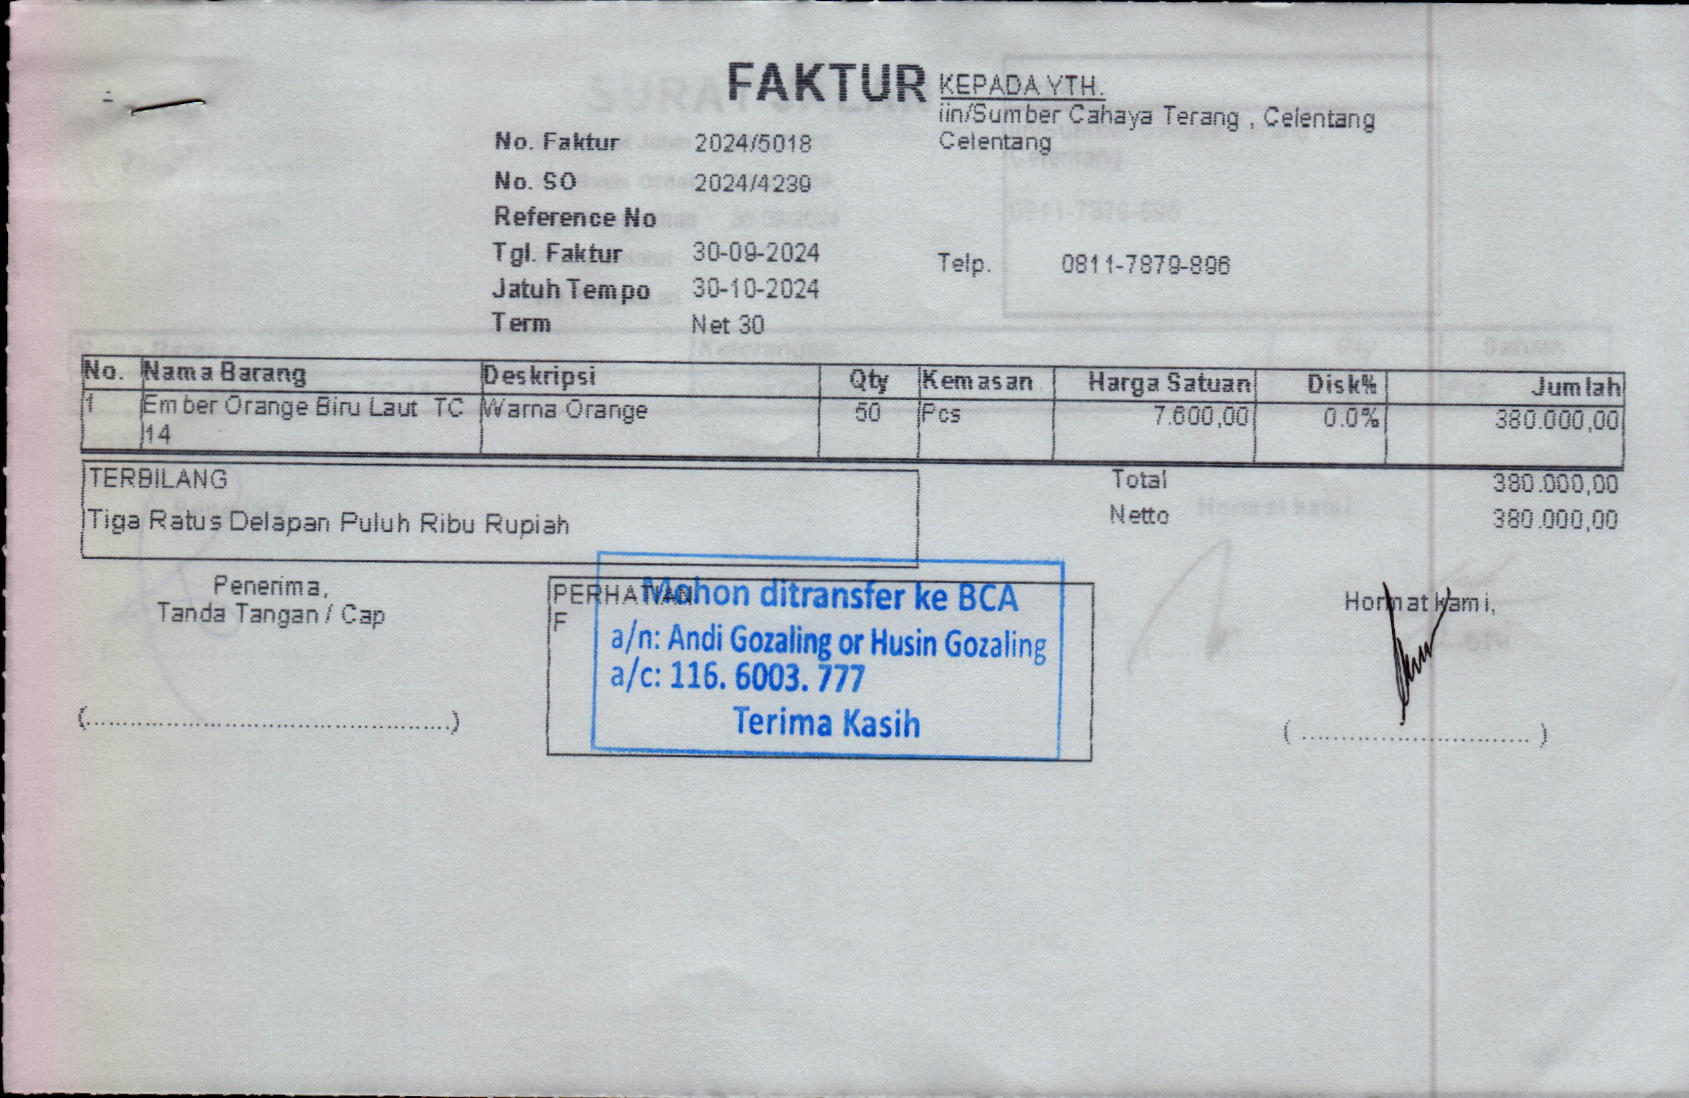 FAKTUR
KEPADA YTH.
iin/Sumber Cahaya Terang , Celentang
Celentang
No. Faktur 2024/5018
No. SO 2024/4239
Reference No
Tgl. Faktur 30-09-2024
Telp. 0811-7879-896
Jatuh Tempo 30-10-2024
Term Net 30
No. Nama Barang Deskripsi Qty Kemasan Harga Satuan Disk% Jumlah
1 Ember Orange Biru Laut TC Warna Orange 50 Pcs 7.600,00 0.0% 380.000,00
14
TERBILANG
Total 380.000,00
Tiga Ratus Delapan Puluh Ribu Rupiah
Netto 380.000,00
Penerima,
Tanda Tangan / Cap
PERHATIAN
F
Mohon ditransfer ke BCA
a/n: Andi Gozaling or Husin Gozaling
a/c: 116. 6003. 777
Terima Kasih
Hormat kami,
(..............................................)
( .............................. )